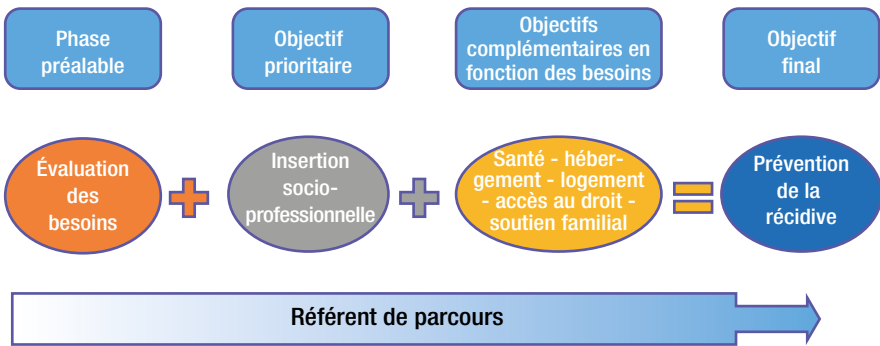 Phase
préalable
Objectif
prioritaire
Objectifs
complémentaires en
fonction des besoins
Objectif
final
Évaluation
des
besoins
Insertion
socio-
professionnelle
Santé - héber-
gement - logement
- accès au droit -
soutien familial
Prévention
de la
récidive
Référent de parcours